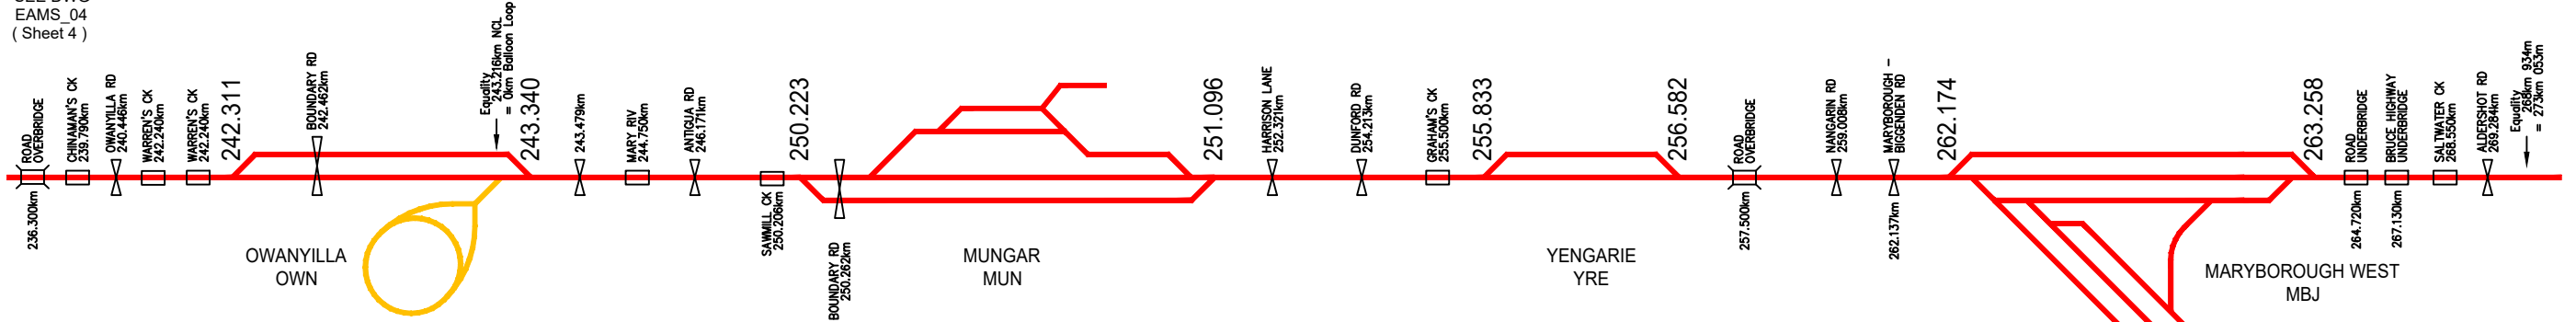 EAMS_04
( Sheet 4 )
ROAD
OVERBRIDGE
236.300km
CHINAMAN'S CK
239.790km
OWANYILLA RD
240.446km
WARREN'S CK
242.240km
WARREN'S CK
242.240km
242.311
BOUNDARY RD
242.462km
Equality
243.216km NCL
= 0km Balloon Loop
243.340
OWANYILLA
OWN
243.479km
MARY RIV
244.750km
ANTIGUA RD
246.171km
SAWMILL CK
250.206km
250.223
BOUNDARY RD
250.262km
MUNGAR
MUN
251.096
HARRISON LANE
252.321km
DUNFORD RD
254.213km
GRAHAM'S CK
255.500km
255.833
YENGARIE
YRE
256.582
ROAD
OVERBRIDGE
257.500km
NANGARIN RD
259.008km
MARYBOROUGH -
BIGGENDEN RD
262.137km
262.174
MARYBOROUGH WEST
MBJ
263.258
ROAD
UNDERBRIDGE
264.720km
BRUCE HIGHWAY
UNDERBRIDGE
267.130km
SALTWATER CK
268.550km
ALDERSHOT RD
269.284km
Equality
268km 934m
= 273km 053m